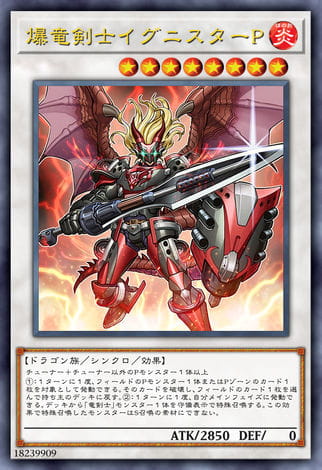 爆竜剣士イグニスターP
炎
ほのお
【ドラゴン族／シンクロ／効果】
チューナー＋チューナー以外のPモンスター１体以上
①：１ターンに１度、フィールドのPモンスター１体またはPゾーンのカード１
枚を対象として発動できる。そのカードを破壊し、フィールドのカード１枚を選
んで持ち主のデッキに戻す。②：１ターンに１度、自分メインフェイズに発動で
きる。デッキから「竜剣士」モンスター１体を守備表示で特殊召喚する。この効
果で特殊召喚したモンスターはS召喚の素材にできない。
ATK/2850 DEF/ 0
18239909